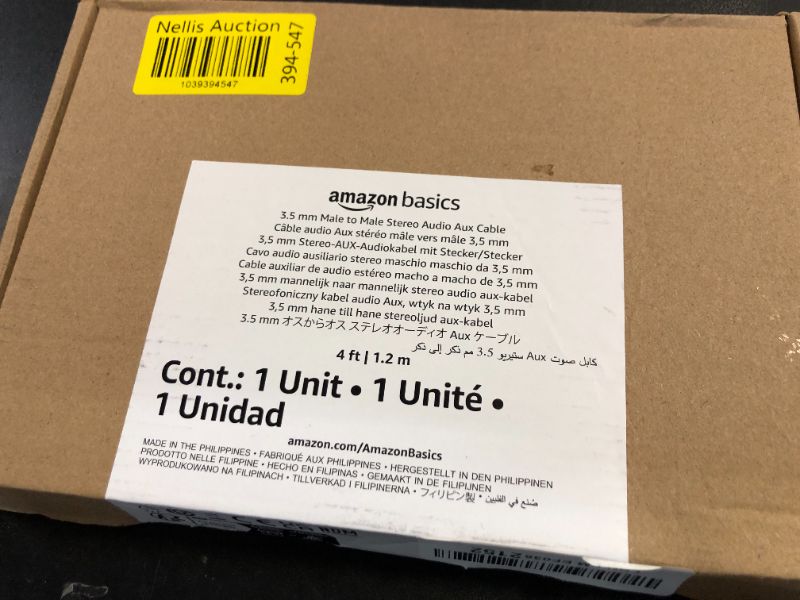 Nellis Auction
1039394547
394-547
amazon basics
3.5 mm Male to Male Stereo Audio Aux Cable
Câble audio Aux stéréo mâle vers mâle 3,5 mm
3,5 mm Stereo-AUX-Audiokabel mit Stecker/Stecker
Cavo audio ausiliario stereo maschio maschio da 3,5 mm
Cable auxiliar de audio estéreo macho a macho de 3,5 mm
3,5 mm mannelijk naar mannelijk stereo audio aux-kabel
Stereofoniczny kabel audio Aux, wtyk na wtyk 3,5 mm
3,5 mm hane till hane stereoljud aux-kabel
3.5 mm オスからオス ステレオオーディオ Aux ケーブル
كابل صوت Aux ستيريو 3.5 مم ذكر إلى ذكر
4 ft | 1.2 m
Cont.: 1 Unit • 1 Unité •
1 Unidad
amazon.com/AmazonBasics
MADE IN THE PHILIPPINES • FABRIQUÉ AUX PHILIPPINES • HERGESTELLT IN DEN PHILIPPINEN
PRODOTTO NELLE FILIPPINE • HECHO EN FILIPINAS • GEMAAKT IN DE FILIPIJNEN
WYPRODUKOWANO NA FILIPINACH • TILLVERKAD I FILIPINERNA • フィリピン製 • صُنع في الفلبين